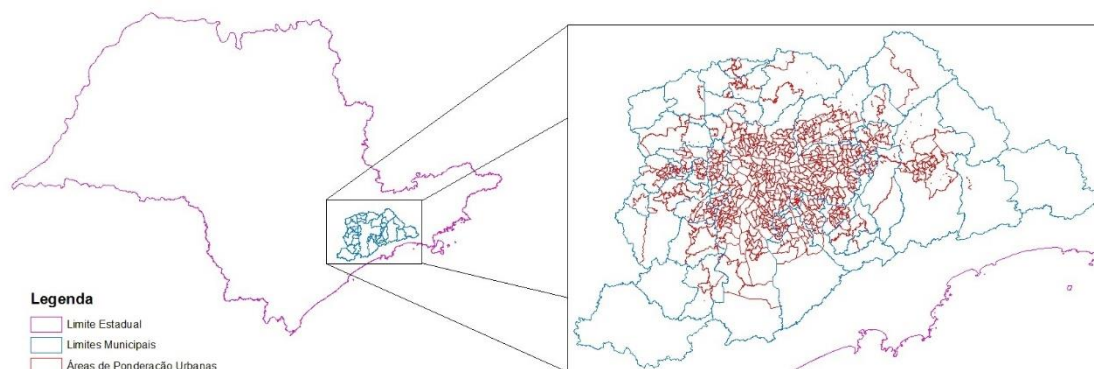 Legenda
Limite Estadual
Limites Municipais
Áreas de Ponderação Urbanas